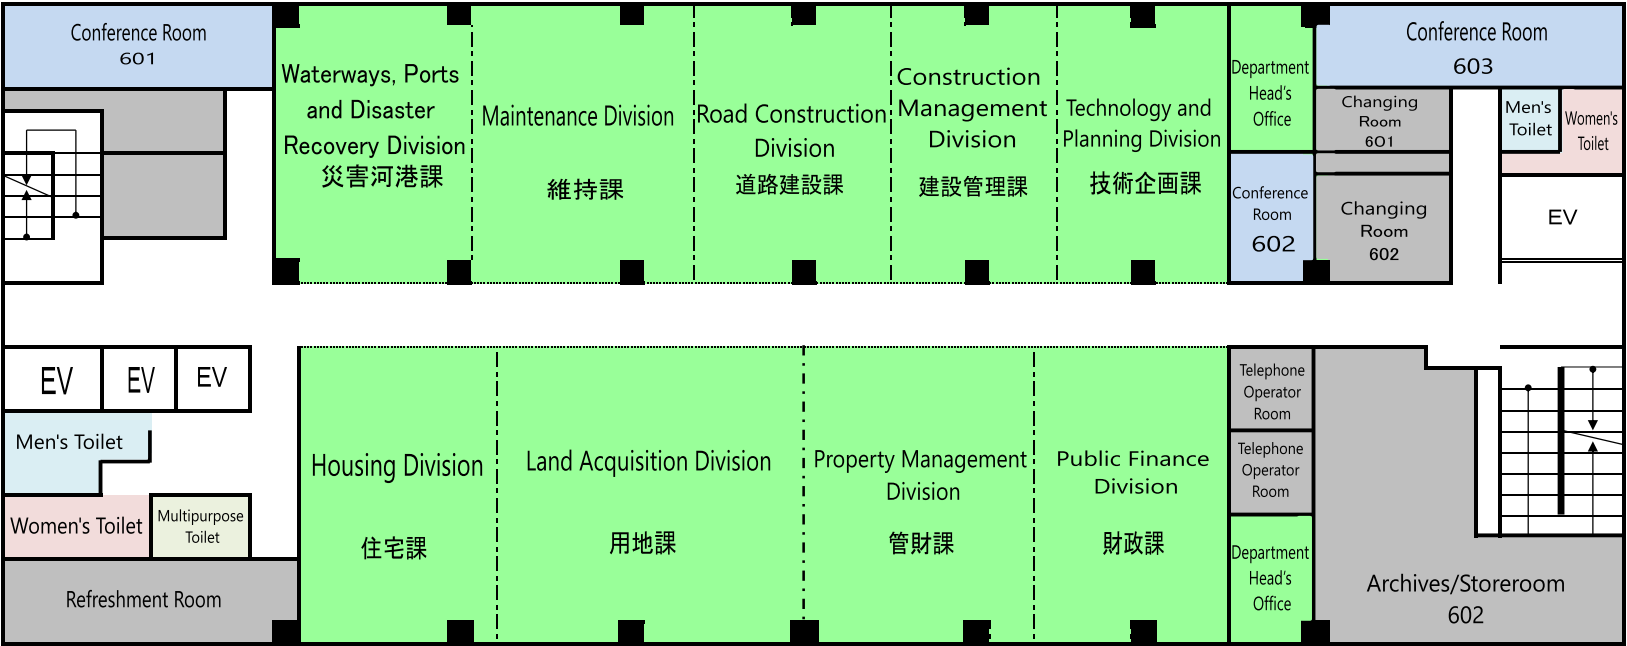 Conference Room
601
Waterways, Ports
and Disaster
Recovery Division
災害河港課
Maintenance Division
維持課
Road Construction
Division
道路建設課
Construction
Management
Division
建設管理課
Technology and
Planning Division
技術企画課
Department
Head's
Office
Conference
Room
602
Conference Room
603
Changing
Room
601
Changing
Room
602
Men's
Toilet
Women's
Toilet
EV
EV
EV
EV
Men's Toilet
Women's Toilet
Multipurpose
Toilet
Refreshment Room
Housing Division
住宅課
Land Acquisition Division
用地課
Property Management
Division
管財課
Public Finance
Division
財政課
Telephone
Operator
Room
Telephone
Operator
Room
Department
Head's
Office
Archives/Storeroom
602